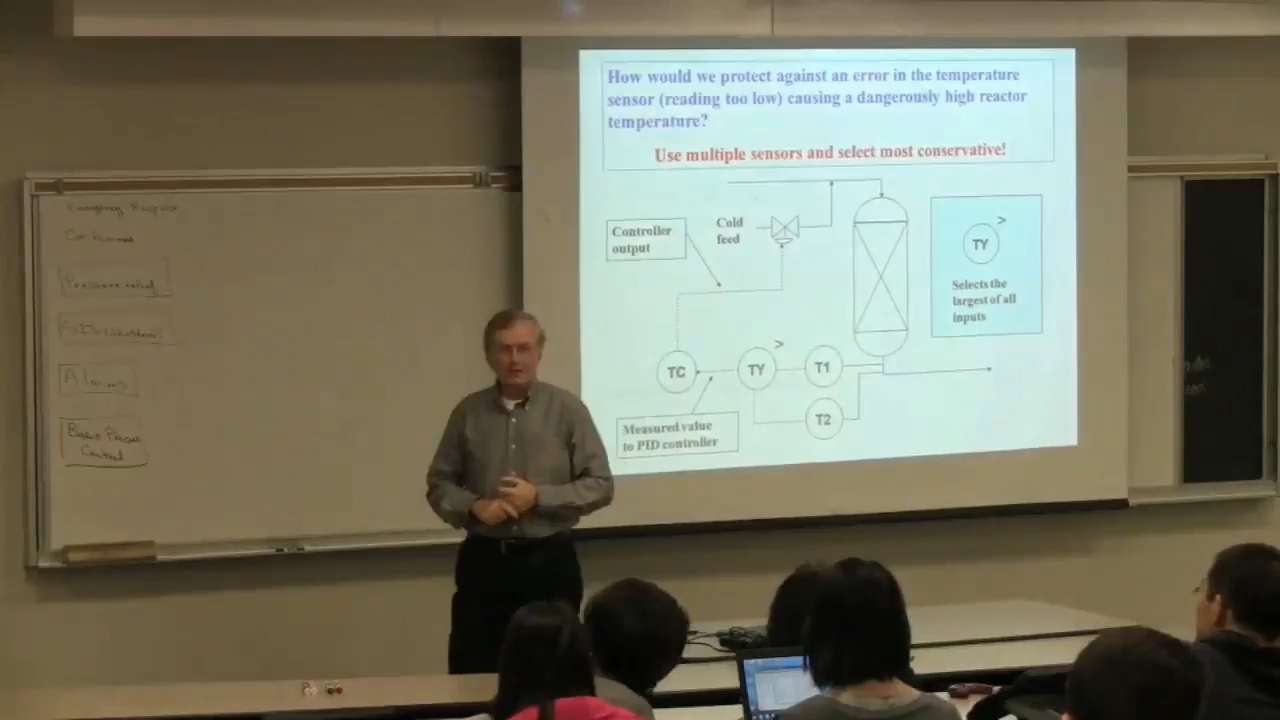 Containment
Pressure relief
Alarms
Basic Process
Control
How would we protect against an error in the temperature
sensor (reading too low) causing a dangerously high reactor
temperature?
Use multiple sensors and select most conservative!
Controller
output
Cold
feed
>
TY
Selects the
largest of all
inputs
TC
TY
>
T1
T2
Measured value
to PID controller